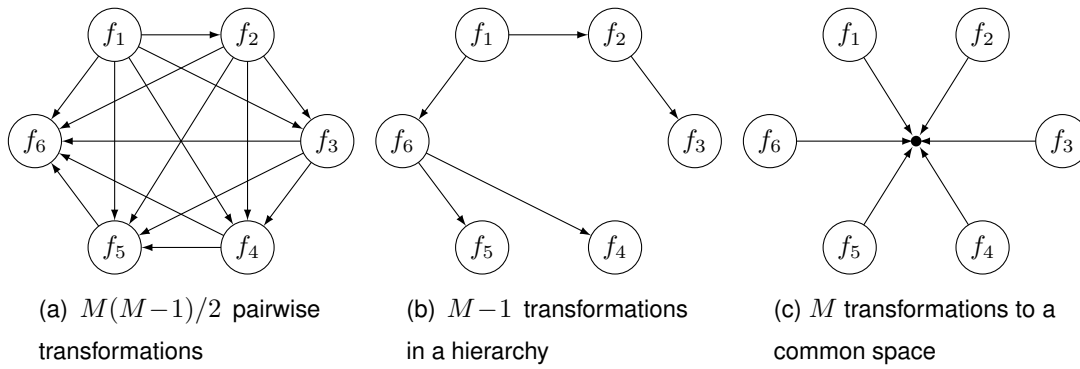 f1 f2 f1 f2 f1 f2
f6 f3 f6 f3 f6 f3
f5 f4 f5 f4 f5 f4
(a) M(M−1)/2 pairwise
transformations
(b) M−1 transformations
in a hierarchy
(c) M transformations to a
common space